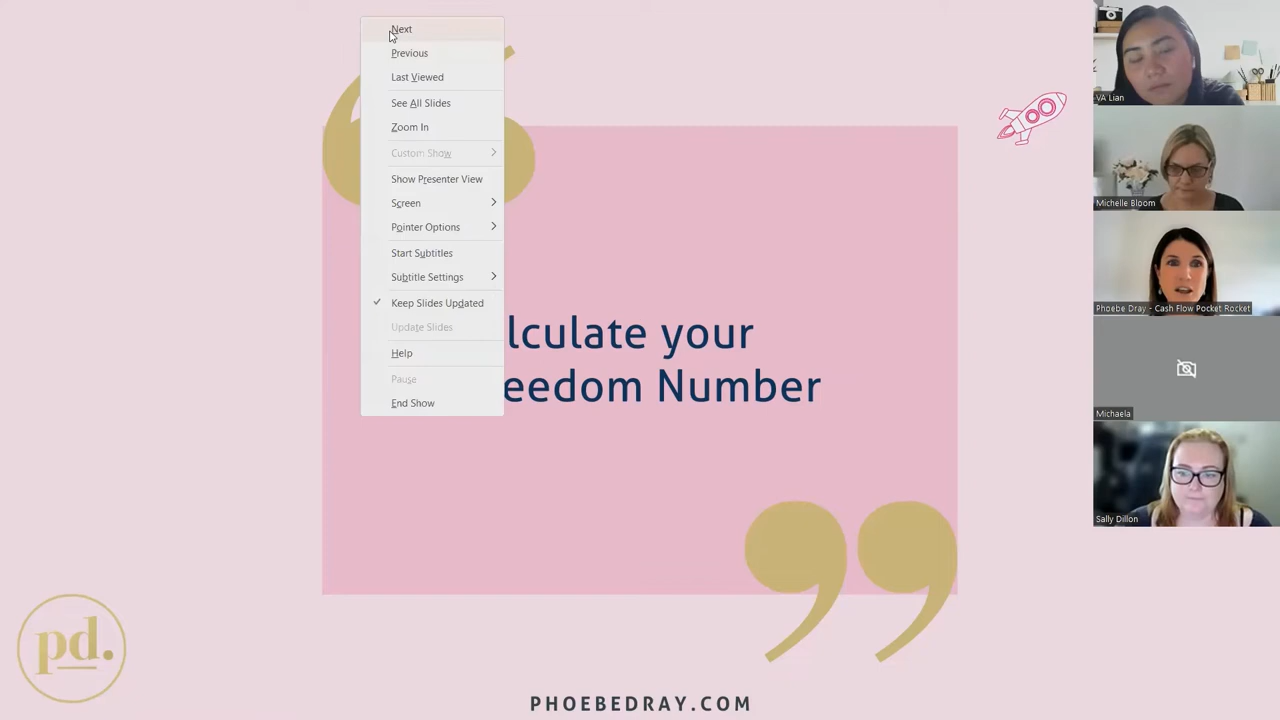 Next
Previous
Last Viewed
See All Slides
Zoom In
Custom Show
Show Presenter View
Screen
Pointer Options
Start Subtitles
Subtitle Settings
Keep Slides Updated
Update Slides
Help
Pause
End Show
lculate your
eedom Number
pd.
PHOEBEDRAY.COM
VA Lian
Michelle Bloom
Phoebe Dray - Cash Flow Pocket Rocket
Michaela
Sally Dillon